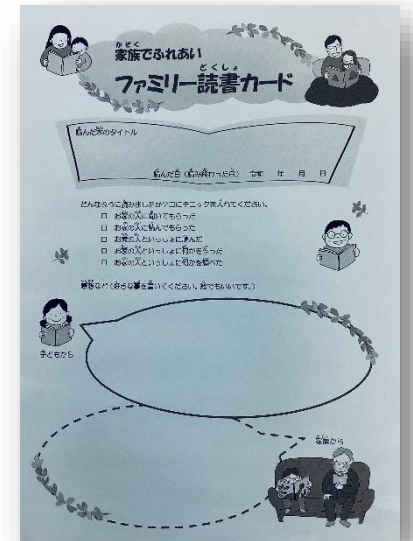 家族でふれあい
ファミリー読書カード
読んだ本のタイトル
読んだ日（読み終わった日） 令和　年　月　日
どんなふうに読みましたか？□にチェックを入れてください。
□ お家の人に聞いてもらった
□ お家の人に読んでもらった
□ お家の人といっしょに読んだ
□ お家の人といっしょに何かを作った
□ お家の人といっしょに何かを調べた
感想など（好きな事を書いてください。絵でもいいです。）
子どもから
家族から